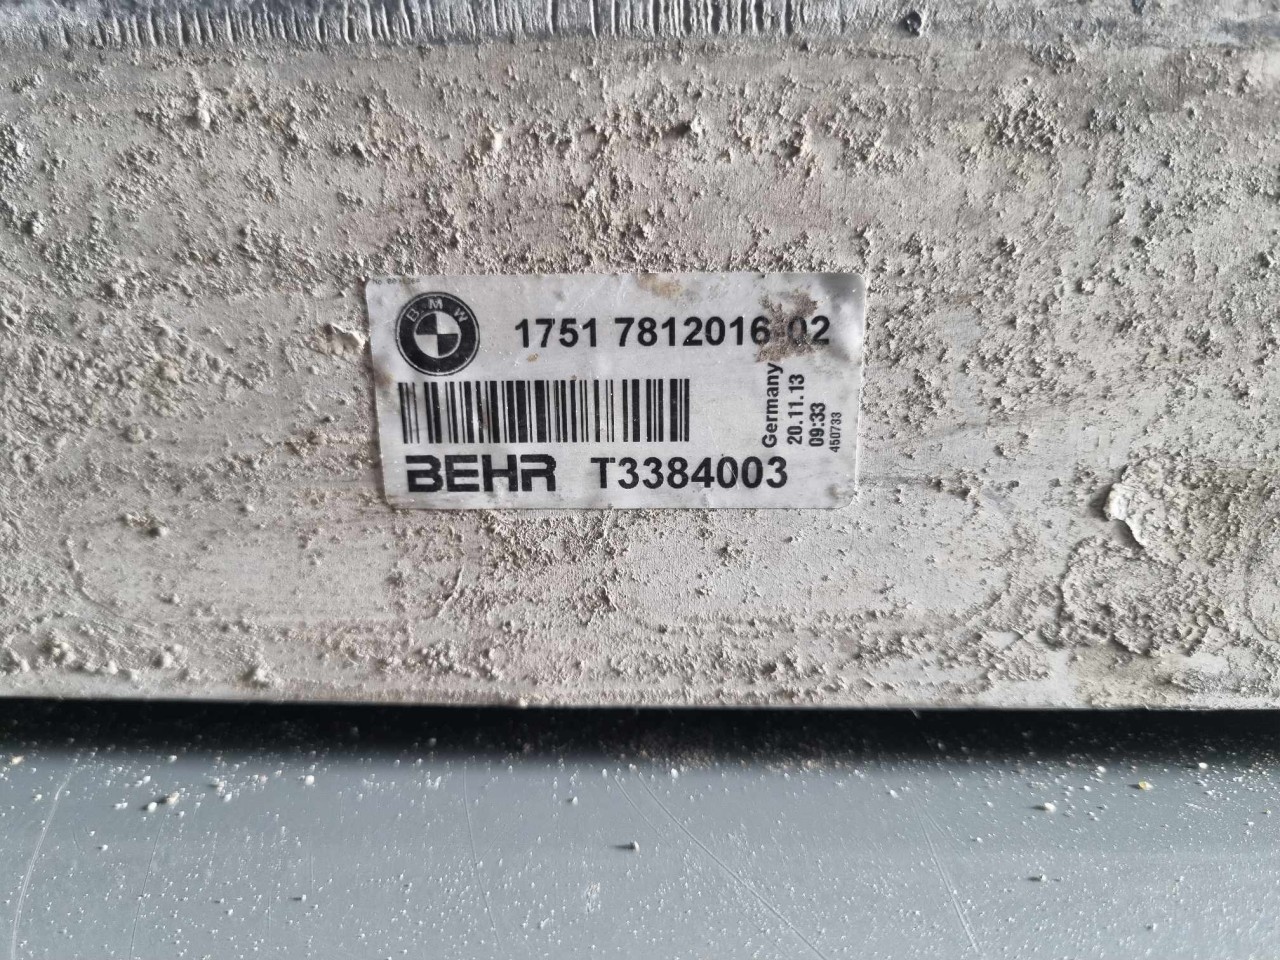 BMW
1751 7812016-02
Germany
20.11.13
09:33
450733
BEHR T3384003